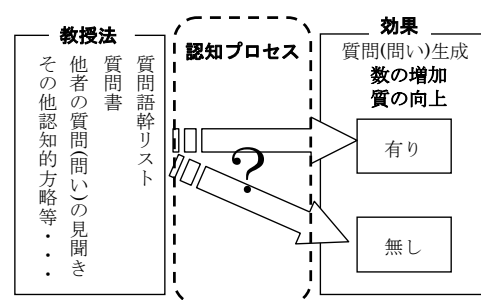 教授法
質問語幹リスト
質問書
他者の質問(問い)の見聞き
その他認知的方略等・・・
認知プロセス
?
効果
質問(問い)生成
数の増加
質の向上
有り
無し